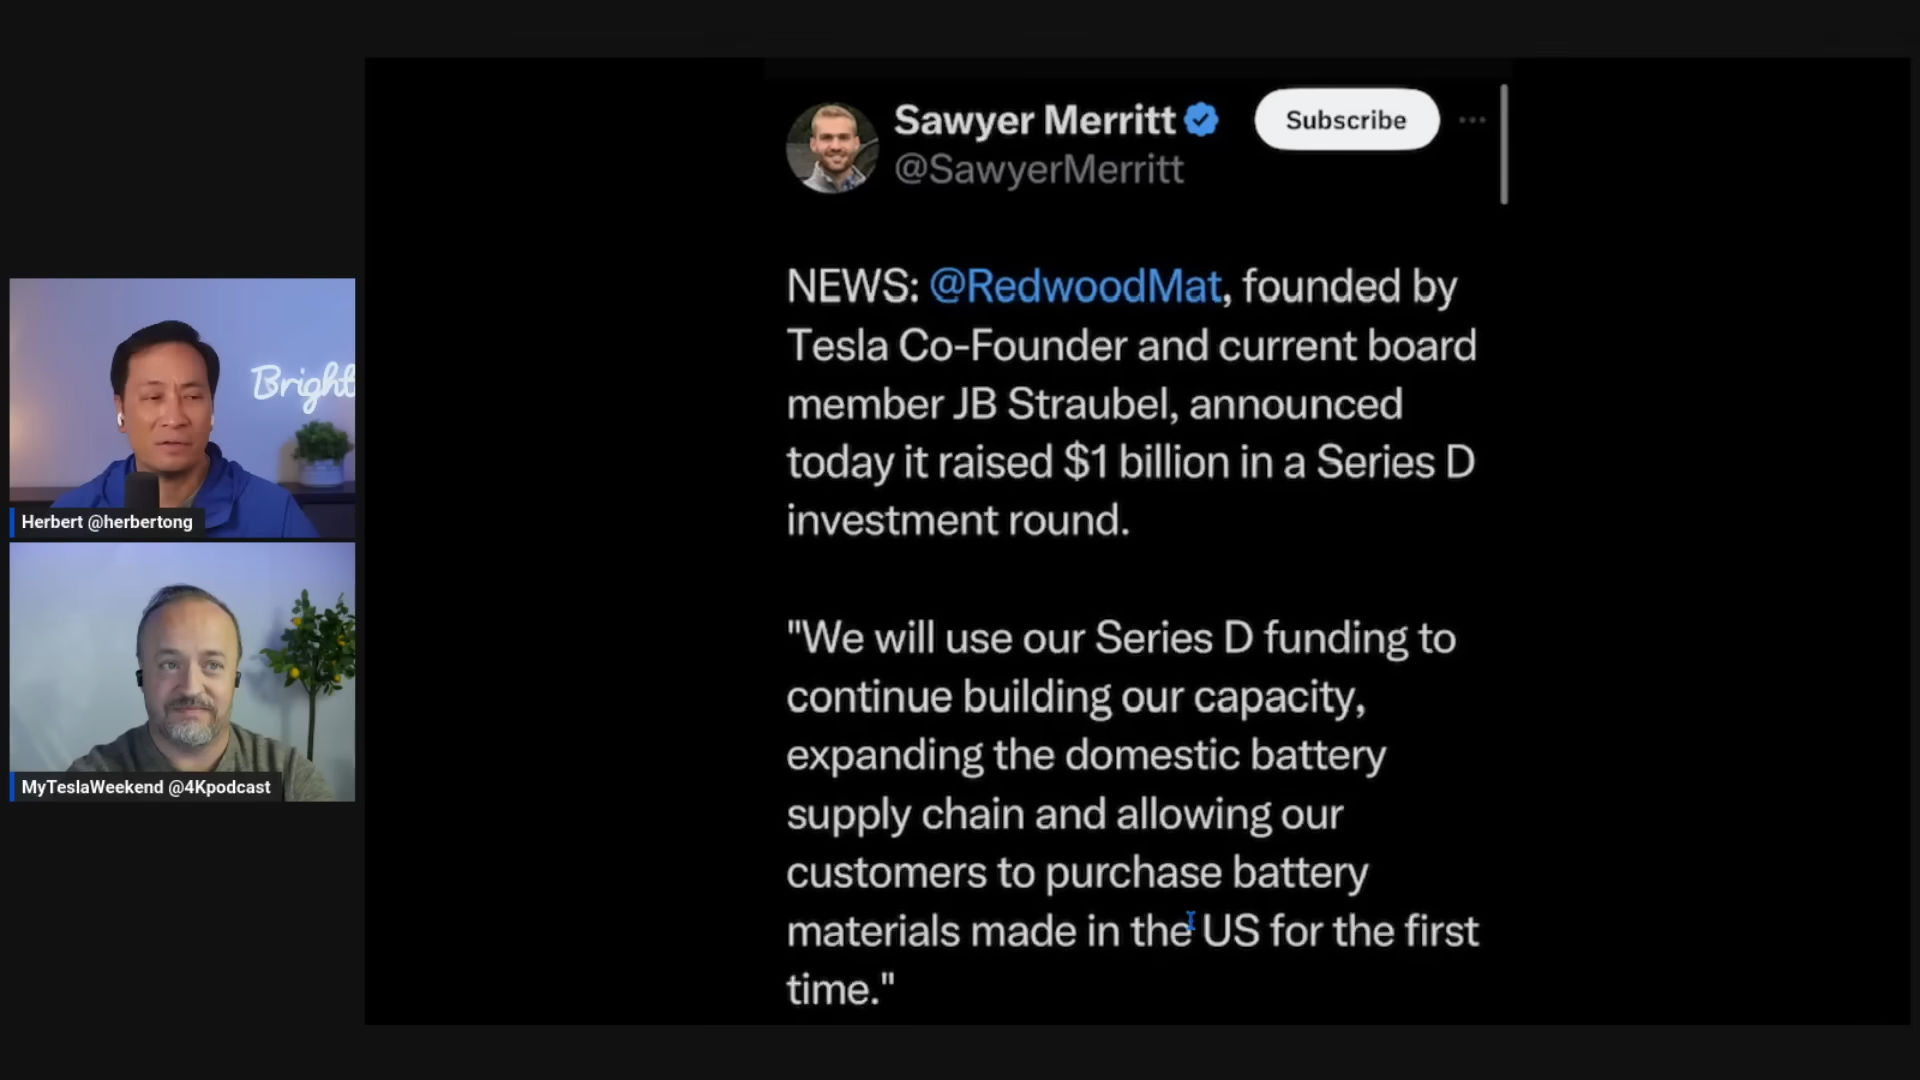 Sawyer Merritt
Subscribe
@SawyerMerritt
NEWS: @RedwoodMat, founded by
Tesla Co-Founder and current board
member JB Straubel, announced
today it raised $1 billion in a Series D
investment round.
"We will use our Series D funding to
continue building our capacity,
expanding the domestic battery
supply chain and allowing our
customers to purchase battery
materials made in the US for the first
time."
Bright
Herbert @herbertong
MyTeslaWeekend @4Kpodcast